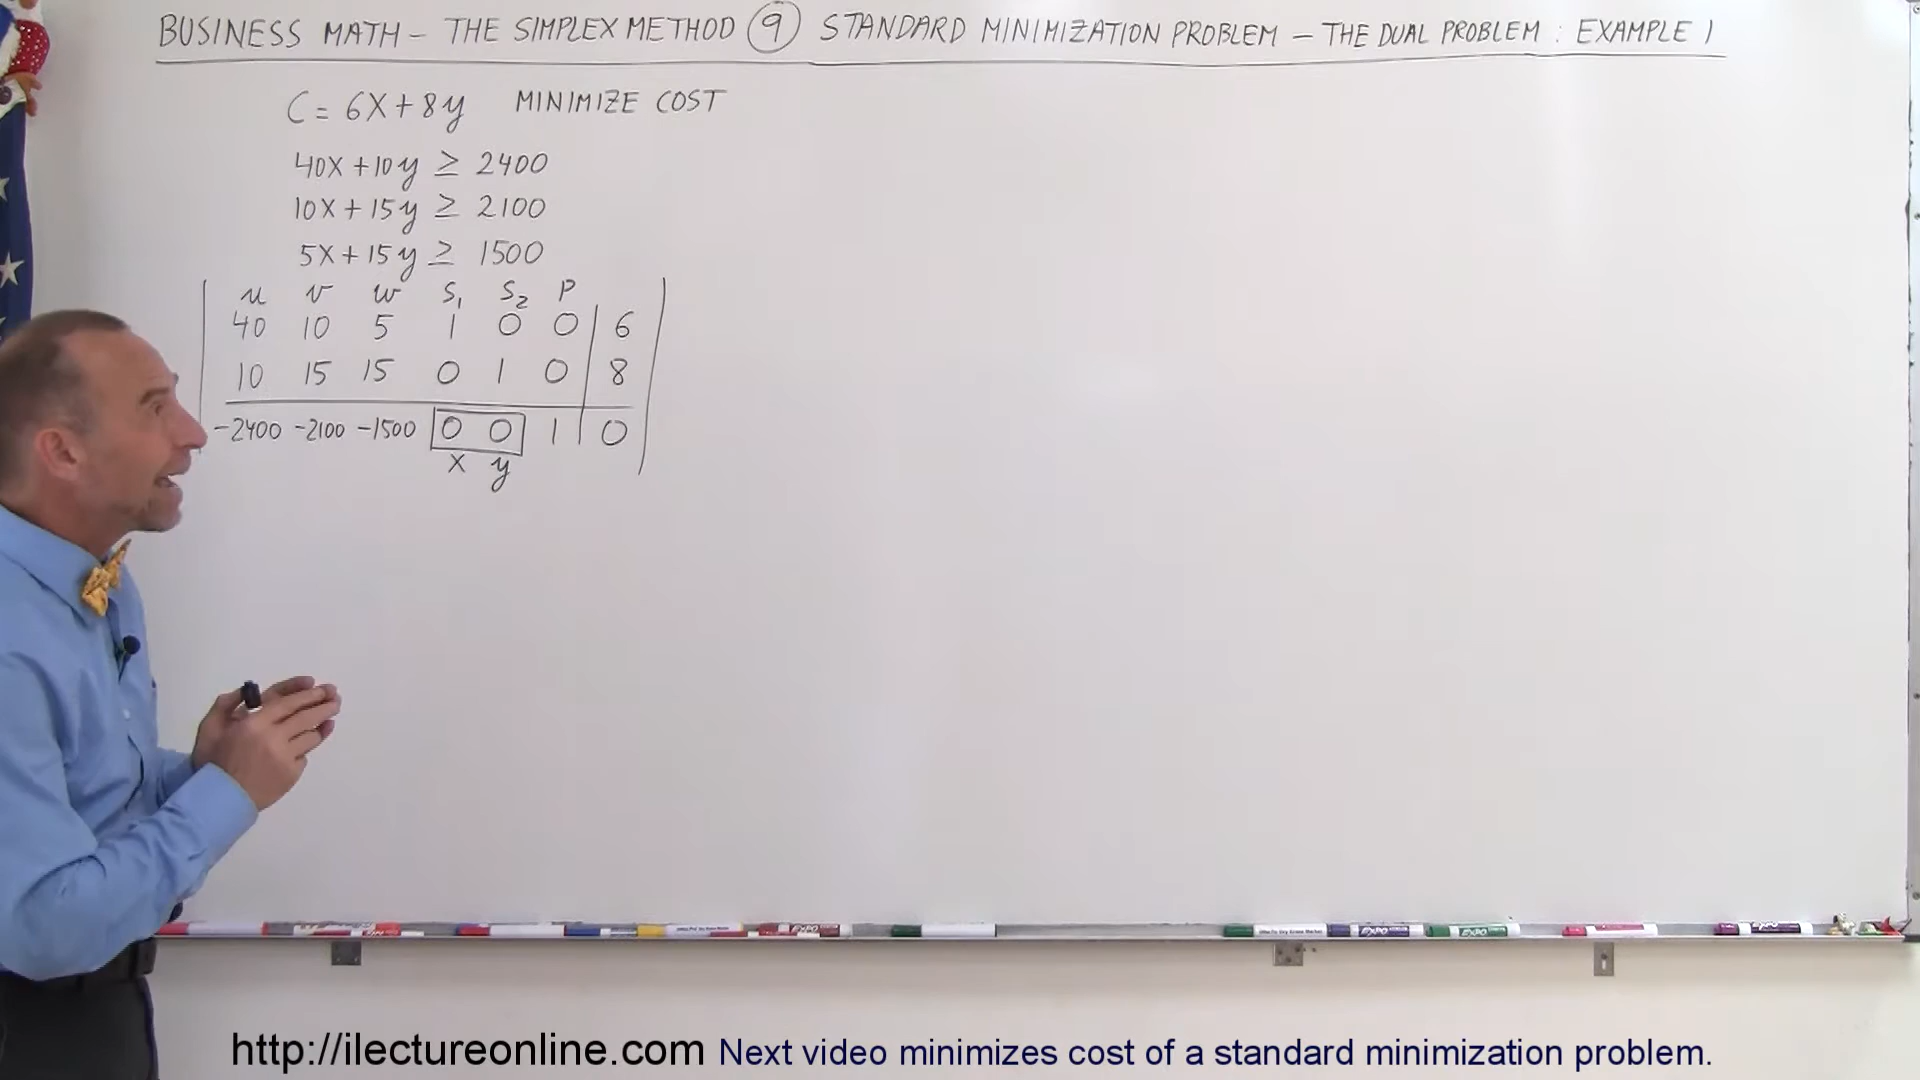 BUSINESS MATH – THE SIMPLEX METHOD 9 STANDARD MINIMIZATION PROBLEM – THE DUAL PROBLEM : EXAMPLE 1
C = 6X + 8y MINIMIZE COST
40X + 10y ≥ 2400
10X + 15y ≥ 2100
5X + 15y ≥ 1500
u v w S₁ S₂ P
40 10 5 1 0 0 6
10 15 15 0 1 0 8
-2400 -2100 -1500 0 0 1 0
x y
http://ilectureonline.com Next video minimizes cost of a standard minimization problem.